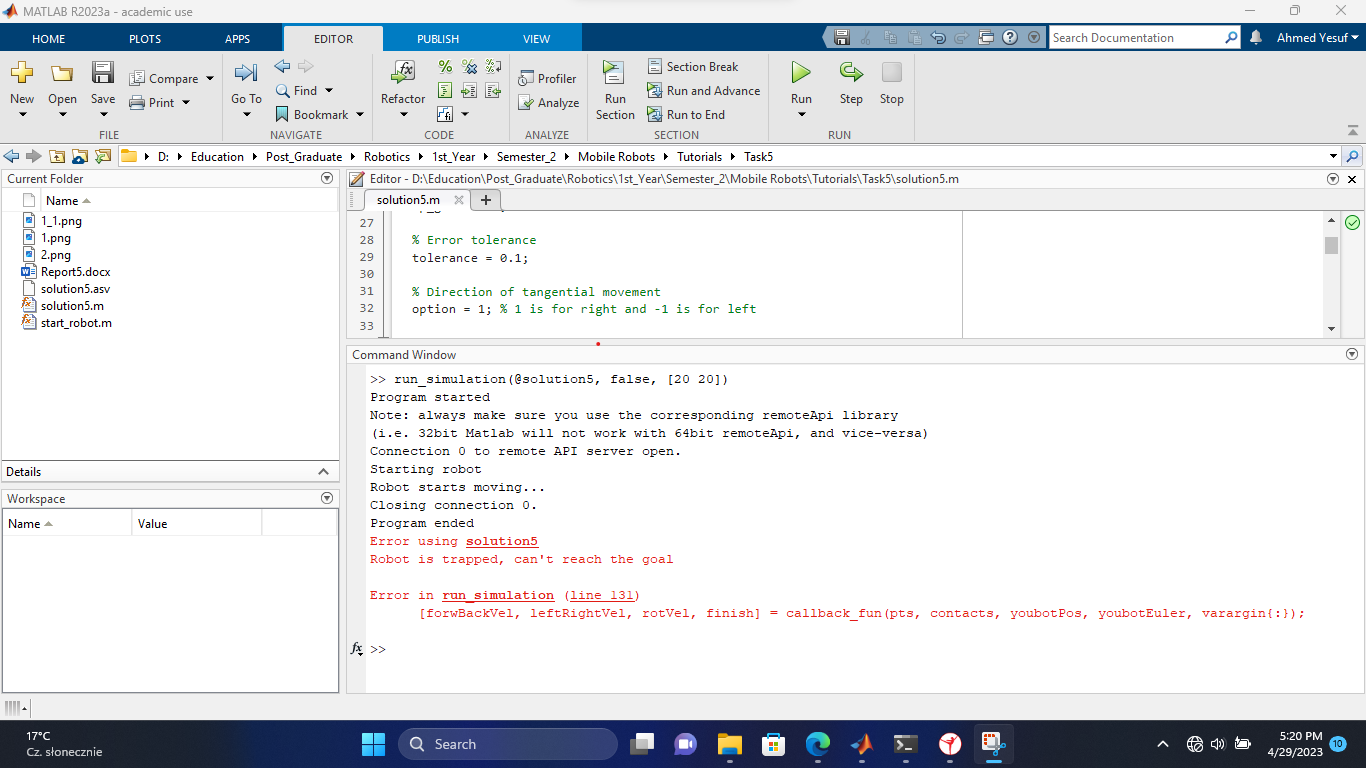 MATLAB R2023a - academic use
HOME PLOTS APPS EDITOR PUBLISH VIEW
Search Documentation
Ahmed Yesuf
New Open Save
Compare
Print
FILE
Go To
Find
Bookmark
NAVIGATE
Refactor
CODE
Profiler
Analyze
ANALYZE
Run Section
Section Break
Run and Advance
Run to End
SECTION
Run Step Stop
RUN
D: Education Post_Graduate Robotics 1st_Year Semester_2 Mobile Robots Tutorials Task5
Current Folder
Name
1_1.png
1.png
2.png
Report5.docx
solution5.asv
solution5.m
start_robot.m
Details
Workspace
Name Value
Editor - D:\Education\Post_Graduate\Robotics\1st_Year\Semester_2\Mobile Robots\Tutorials\Task5\solution5.m
solution5.m
27
28 % Error tolerance
29 tolerance = 0.1;
30
31 % Direction of tangential movement
32 option = 1; % 1 is for right and -1 is for left
33
Command Window
>> run_simulation(@solution5, false, [20 20])
Program started
Note: always make sure you use the corresponding remoteApi library
(i.e. 32bit Matlab will not work with 64bit remoteApi, and vice-versa)
Connection 0 to remote API server open.
Starting robot
Robot starts moving...
Closing connection 0.
Program ended
Error using solution5
Robot is trapped, can't reach the goal
Error in run_simulation (line 131)
[forwBackVel, leftRightVel, rotVel, finish] = callback_fun(pts, contacts, youbotPos, youbotEuler, varargin{:});
fx >>
17°C
Cz. słonecznie
Search
5:20 PM
4/29/2023
10